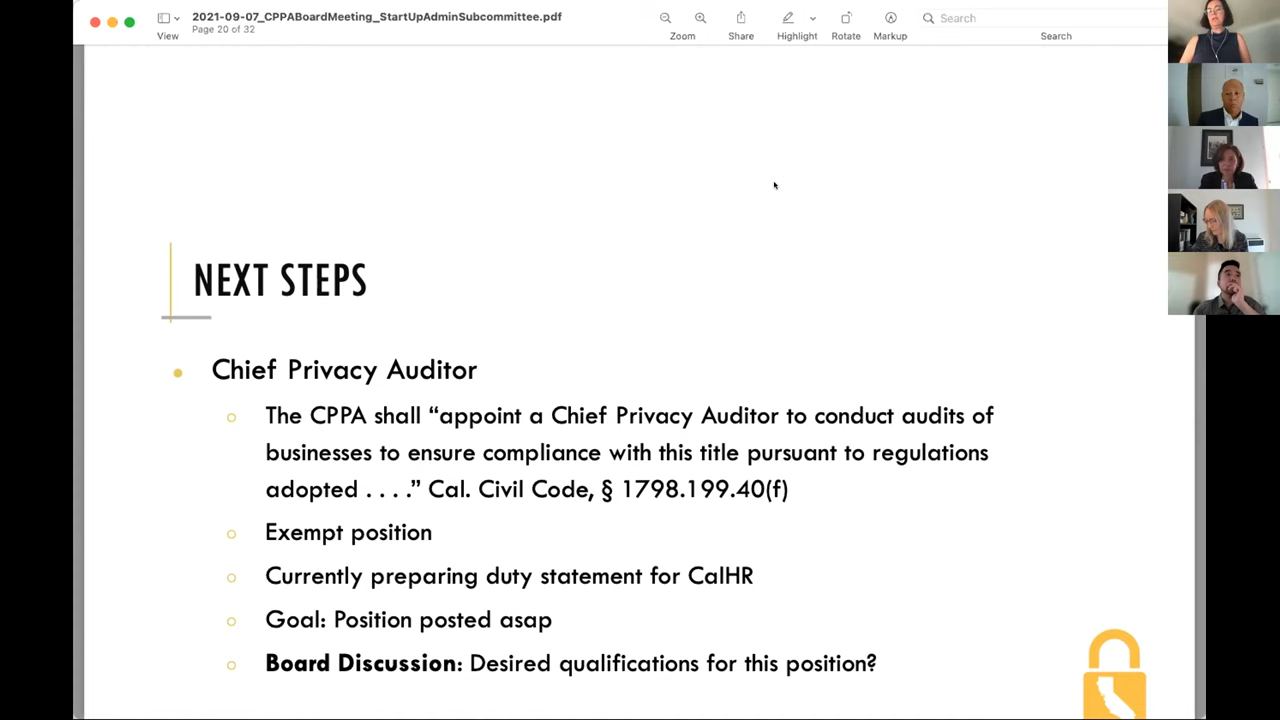 2021-09-07_CPPABoardMeeting_StartUpAdminSubcommittee.pdf
Page 20 of 32
View
Zoom
Share
Highlight
Rotate
Markup
Search
Search
NEXT STEPS
Chief Privacy Auditor
The CPPA shall “appoint a Chief Privacy Auditor to conduct audits of
businesses to ensure compliance with this title pursuant to regulations
adopted . . . .” Cal. Civil Code, § 1798.199.40(f)
Exempt position
Currently preparing duty statement for CalHR
Goal: Position posted asap
Board Discussion: Desired qualifications for this position?